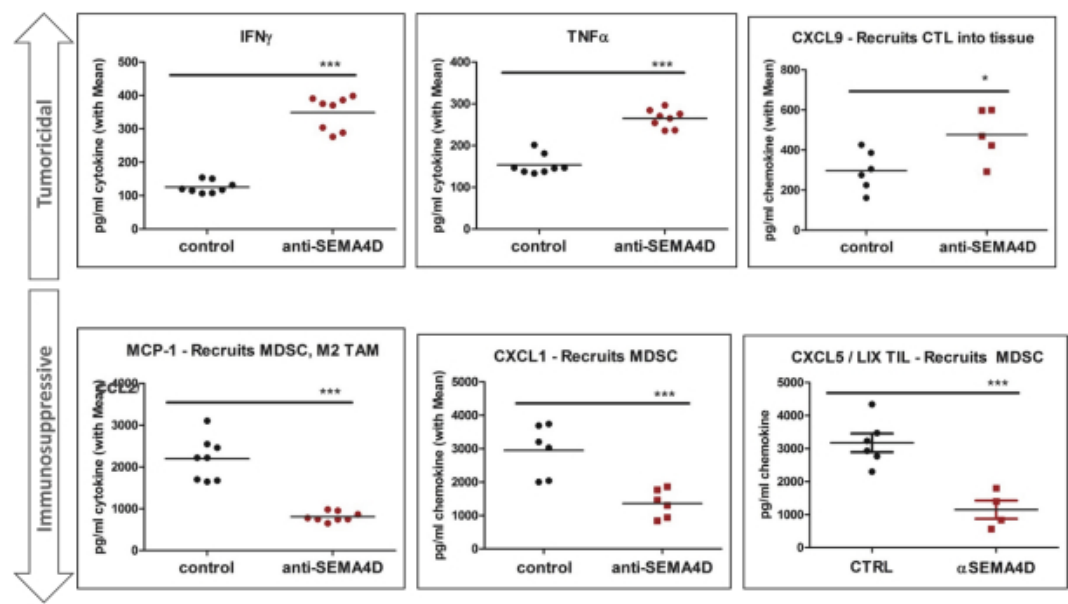 Tumoricidal
IFNγ
pg/ml cytokine (with Mean)
500
400
300
200
100
0
***
control
anti-SEMA4D
TNFα
pg/ml cytokine (with Mean)
400
300
200
100
0
***
control
anti-SEMA4D
CXCL9 - Recruits CTL into tissue
pg/ml chemokine (with Mean)
800
600
400
200
0
*
control
anti-SEMA4D
Immunosuppressive
MCP-1 - Recruits MDSC, M2 TAM
CCL2
pg/ml cytokine (with Mean)
4000
3000
2000
1000
0
***
control
anti-SEMA4D
CXCL1 - Recruits MDSC
pg/ml chemokine (with Mean)
5000
4000
3000
2000
1000
0
***
control
anti-SEMA4D
CXCL5 / LIX TIL - Recruits MDSC
pg/ml chemokine
5000
4000
3000
2000
1000
0
***
CTRL
αSEMA4D